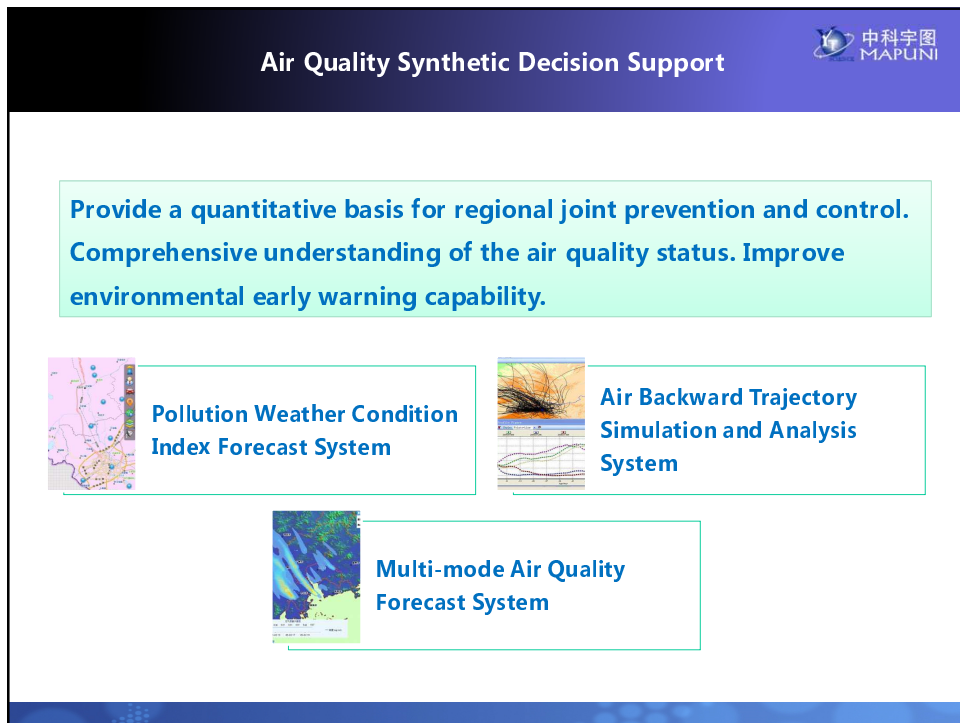 Air Quality Synthetic Decision Support
中科宇图
MAPUNI
Provide a quantitative basis for regional joint prevention and control.
Comprehensive understanding of the air quality status. Improve
environmental early warning capability.
Pollution Weather Condition
Index Forecast System
Air Backward Trajectory
Simulation and Analysis
System
Multi-mode Air Quality
Forecast System